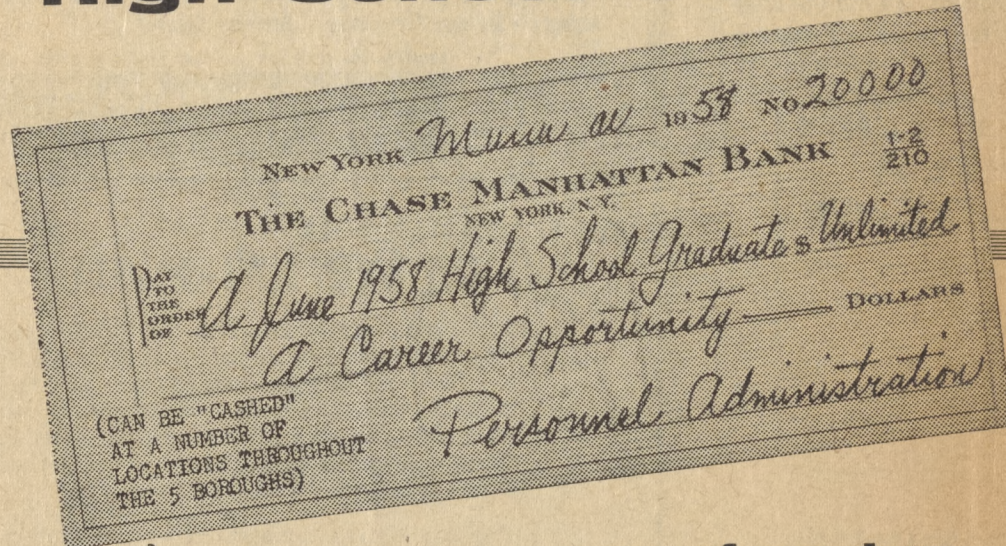 High School
NEW YORK 1958 No 20000
THE CHASE MANHATTAN BANK 1-2/210
NEW YORK, N.Y.
PAY TO THE ORDER OF A June 1958 High School Graduate $ Unlimited
A Career Opportunity DOLLARS
(CAN BE "CASHED"
AT A NUMBER OF
LOCATIONS THROUGHOUT
THE 5 BOROUGHS)
Personnel Administration